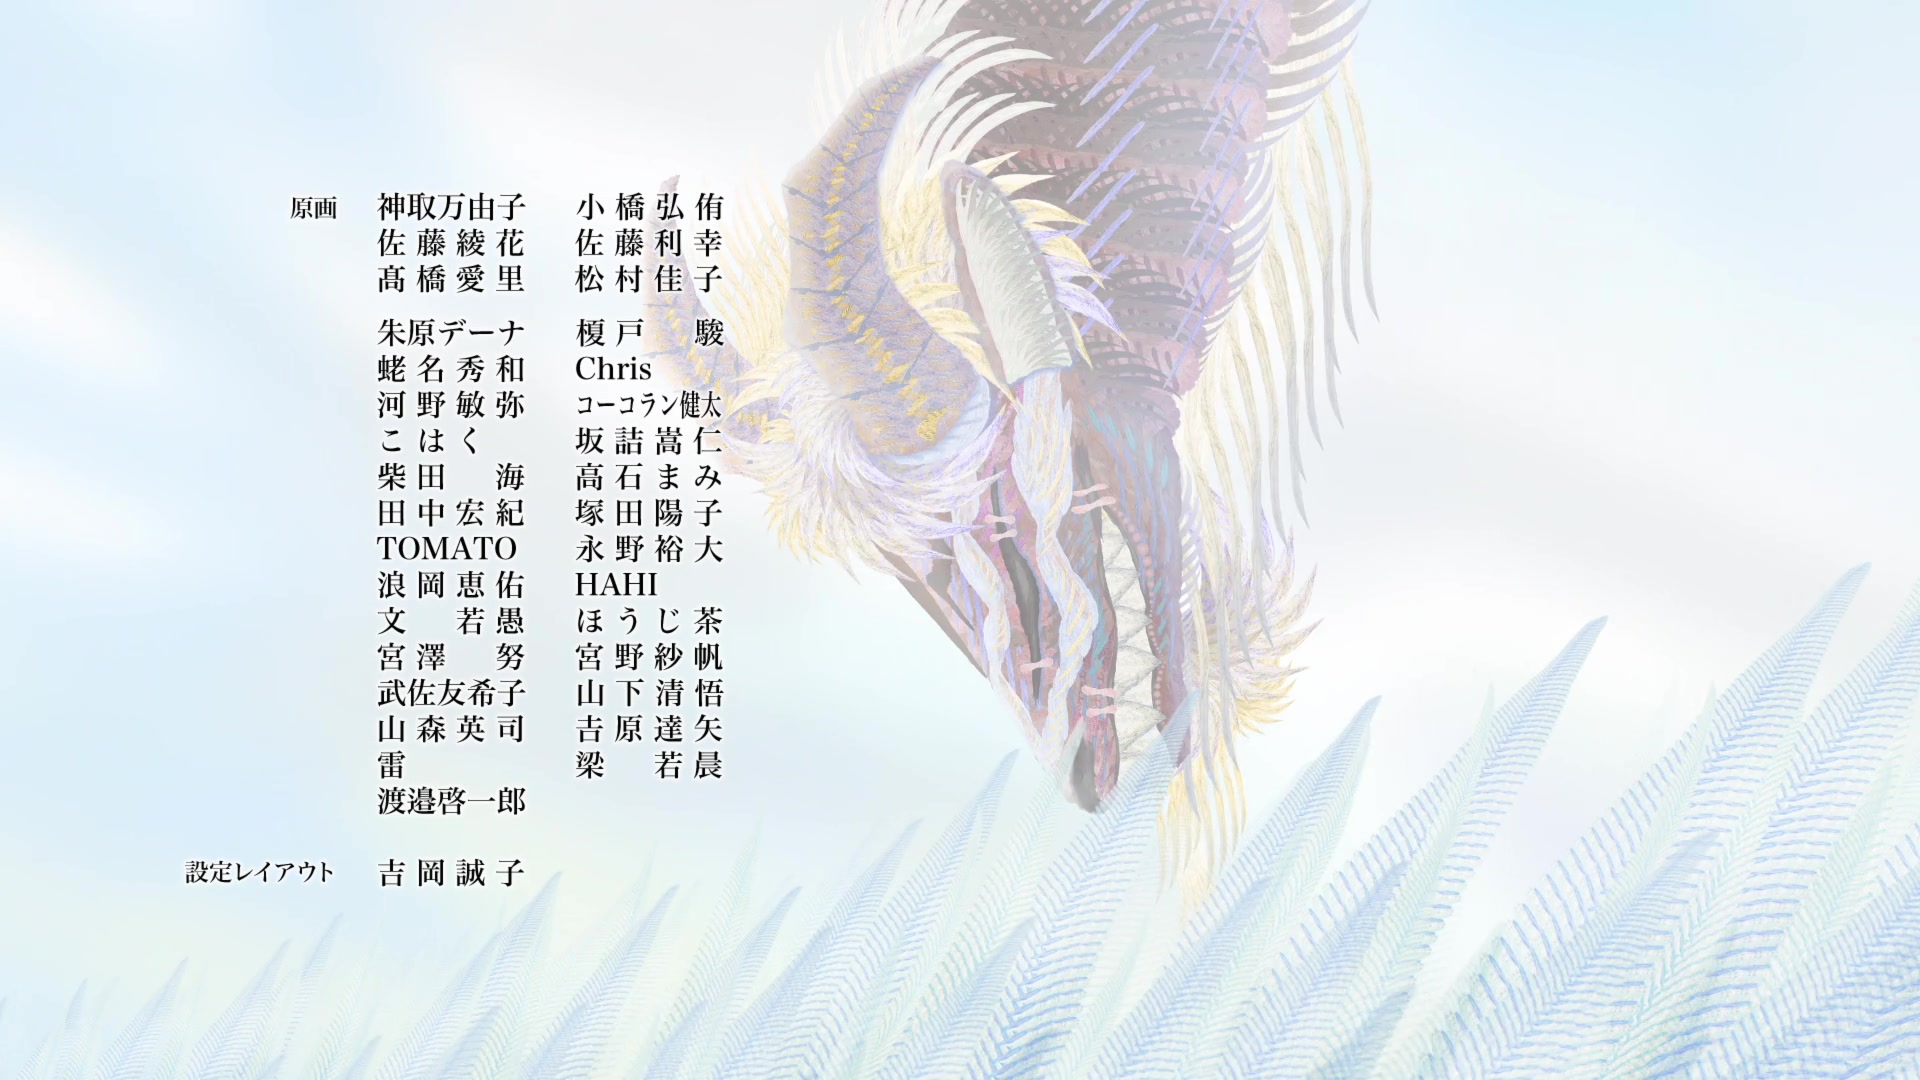 原画 神取万由子 小橋弘侑
佐藤綾花 佐藤利幸
髙橋愛里 松村佳子
朱原デーナ 榎戸駿
蛯名秀和 Chris
河野敏弥 コーコラン健太
こはく 坂詰嵩仁
柴田海 高石まみ
田中宏紀 塚田陽子
TOMATO 永野裕大
浪岡恵佑 HAHI
文若愚 ほうじ茶
宮澤努 宮野紗帆
武佐友希子 山下清悟
山森英司 𠮷原達矢
雷 梁若晨
渡邉啓一郎
設定レイアウト 吉岡誠子